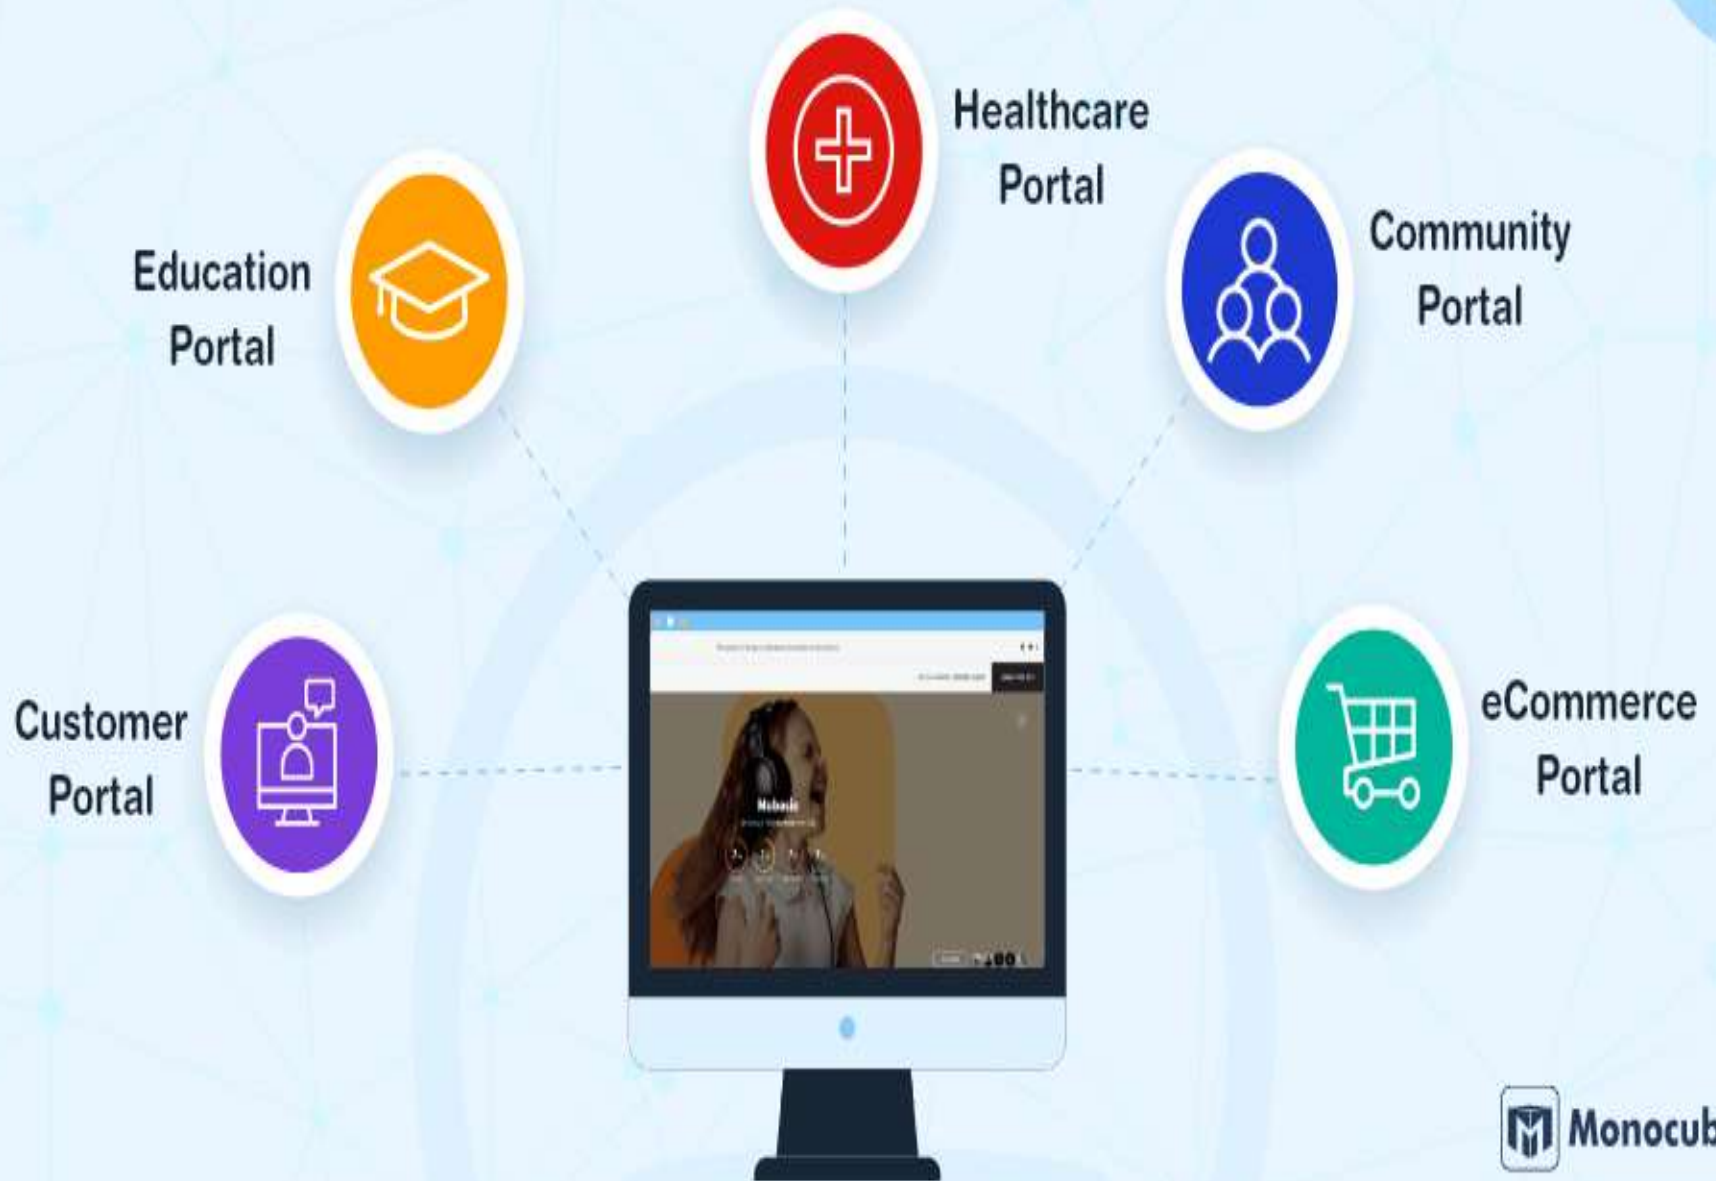 Healthcare
Portal
Community
Portal
Education
Portal
Customer
Portal
eCommerce
Portal
Monocub